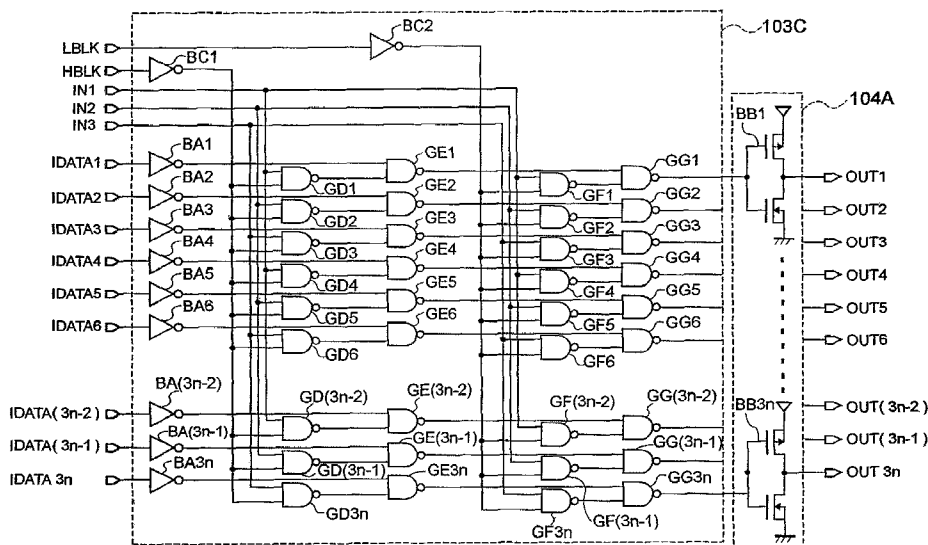 LBLK
BC2
103C
HBLK
BC1
IN1
IN2
IN3
104A
BB1
IDATA1
BA1
GD1
GE1
GF1
GG1
OUT1
IDATA2
BA2
GD2
GE2
GF2
GG2
OUT2
IDATA3
BA3
GD3
GE3
GF3
GG3
OUT3
IDATA4
BA4
GD4
GE4
GF4
GG4
OUT4
IDATA5
BA5
GD5
GE5
GF5
GG5
OUT5
IDATA6
BA6
GD6
GE6
GF6
GG6
OUT6
IDATA(3n-2)
BA(3n-2)
GD(3n-2)
GE(3n-2)
GF(3n-2)
GG(3n-2)
BB3n
OUT(3n-2)
IDATA(3n-1)
BA(3n-1)
GD(3n-1)
GE(3n-1)
GF(3n-1)
GG(3n-1)
OUT(3n-1)
IDATA 3n
BA3n
GD3n
GE3n
GF3n
GG3n
OUT 3n